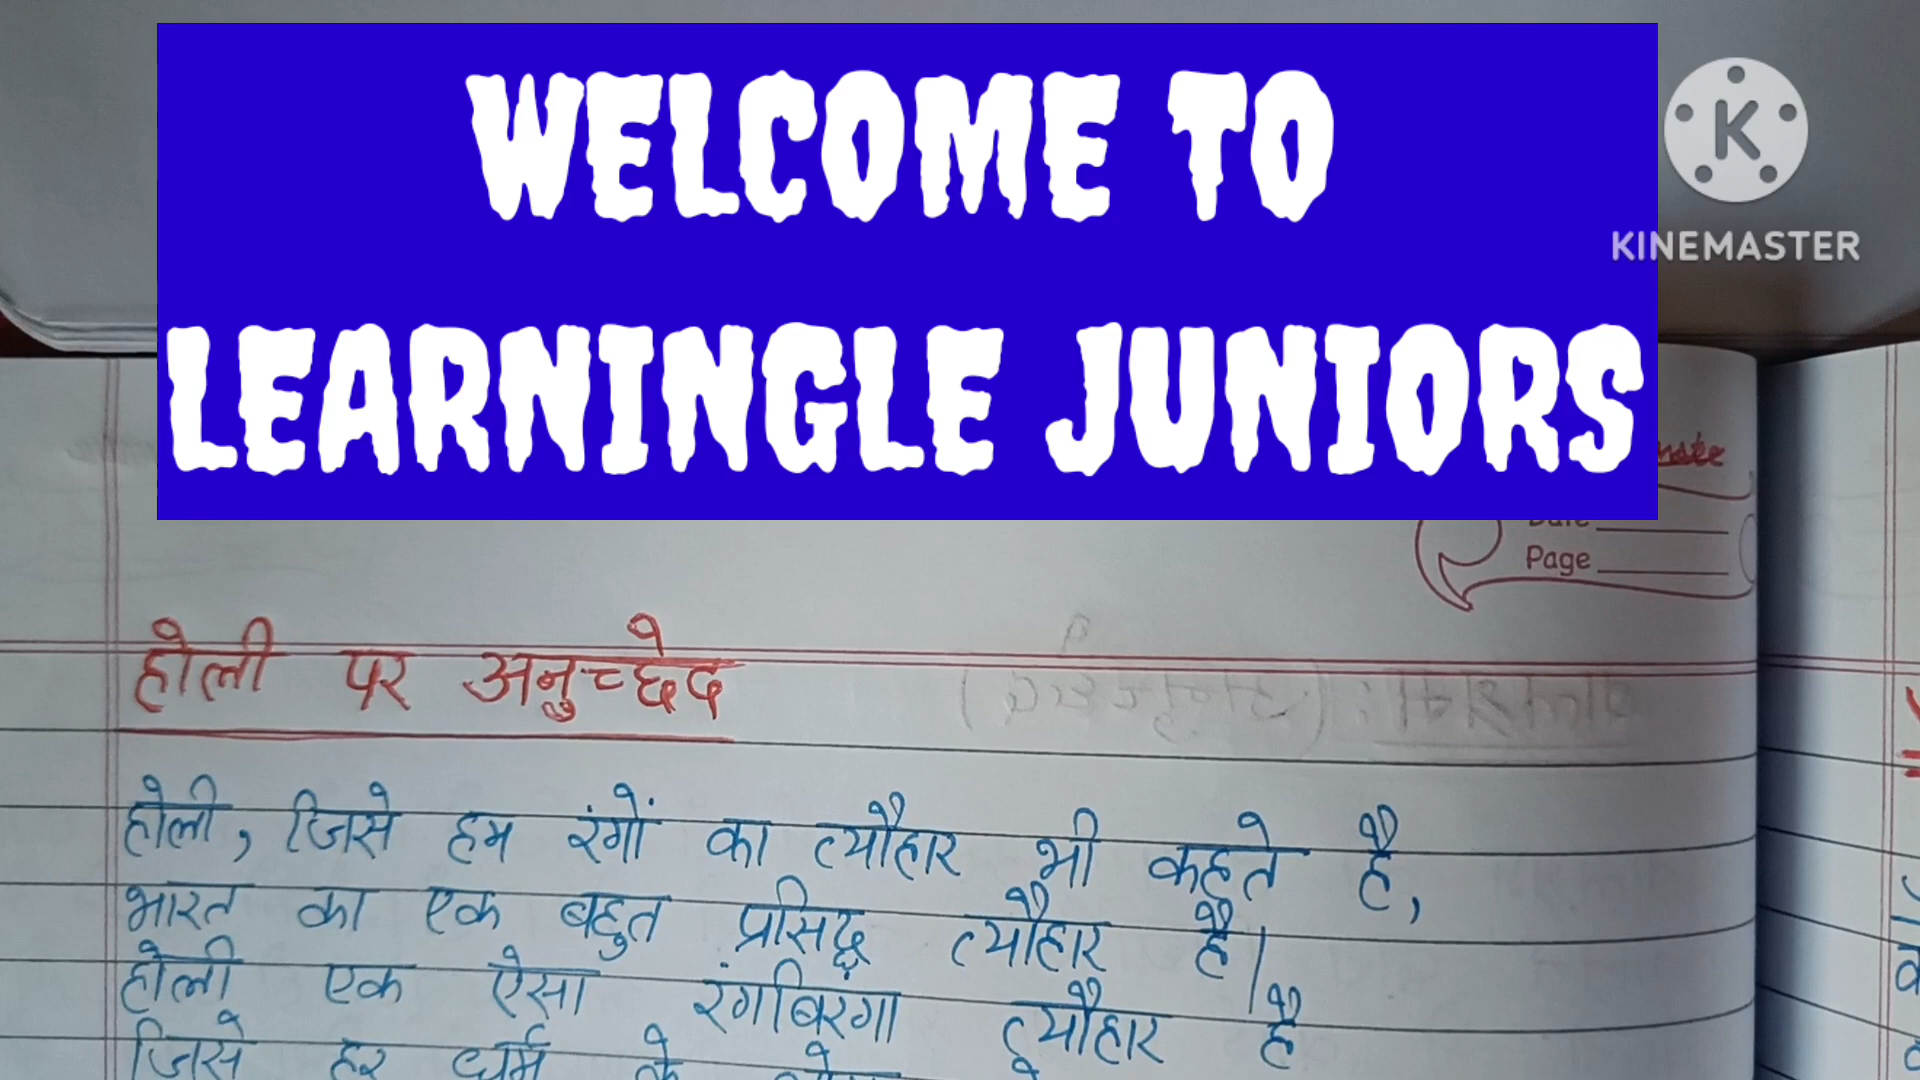 WELCOME TO
LEARNINGLE JUNIORS
K
KINEMASTER
Page
होली पर अनुच्छेद
होली, जिसे हम रंगों का त्यौहार भी कहते है,
भारत का एक बहुत प्रसिद्ध त्यौहार है।
होली एक ऐसा रंगबिरंगा त्यौहार है
जिसे हर धर्म के